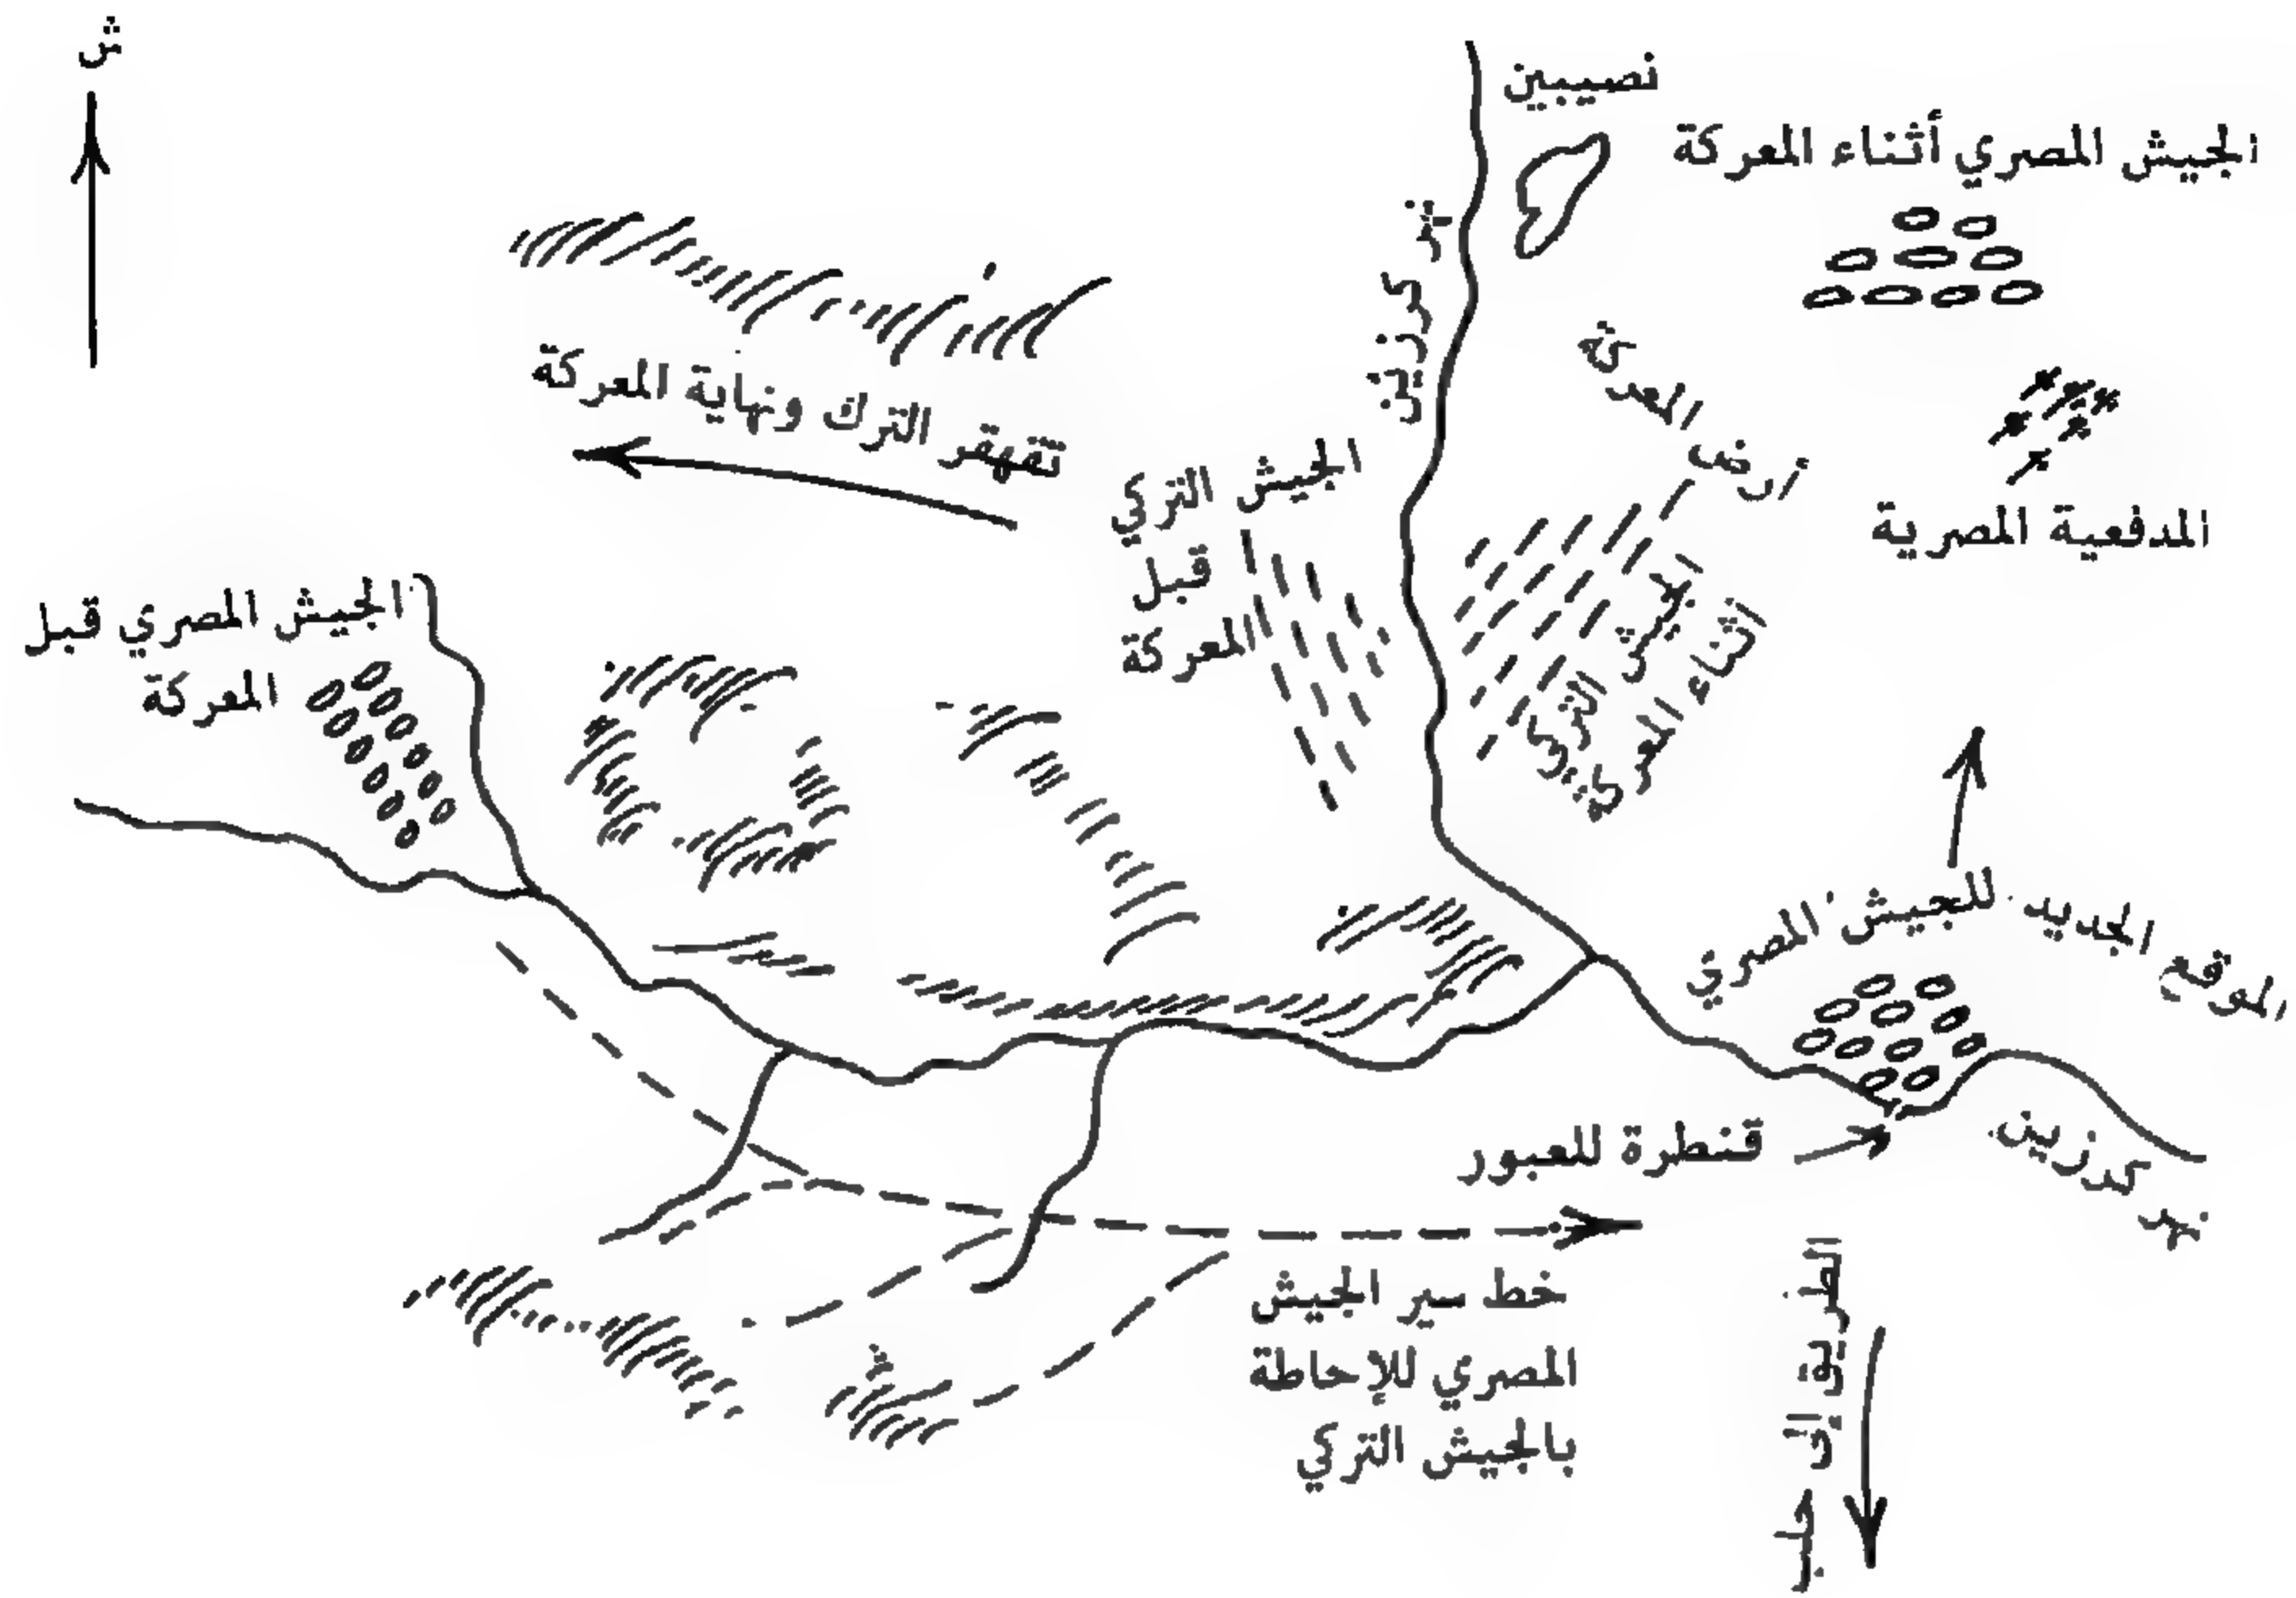 ش
نصيبين
الجيش المصري أثناء المعركة
نهر كرزين
أرض المعركة
المدفعية المصرية
تقهقر الترك ونهاية المعركة
الجيش التركي
قبل
المعركة
الجيش التركي
أثناء المعركة
الجيش المصري قبل
المعركة
الموقع الجديد للجيش المصري
قنطرة للعبور
نهر كرزين
خط سير الجيش
المصري للإحاطة
بالجيش التركي
الطريق إلى حلب